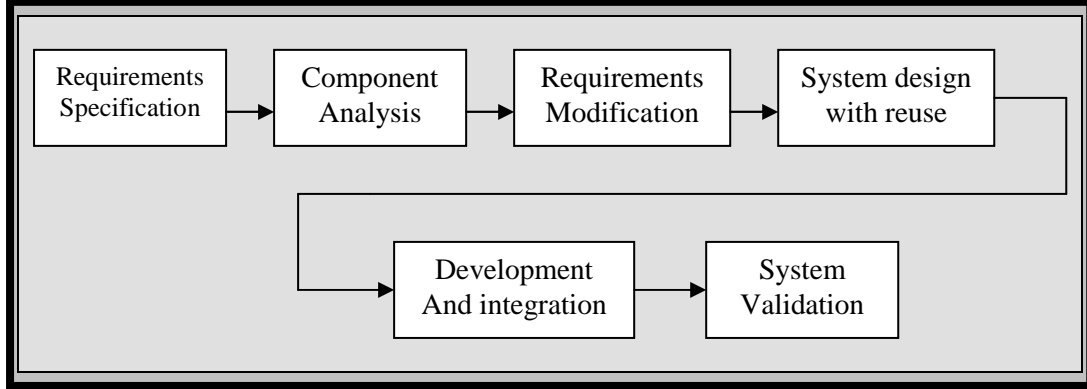 Requirements
Specification
Component
Analysis
Requirements
Modification
System design
with reuse
Development
And integration
System
Validation